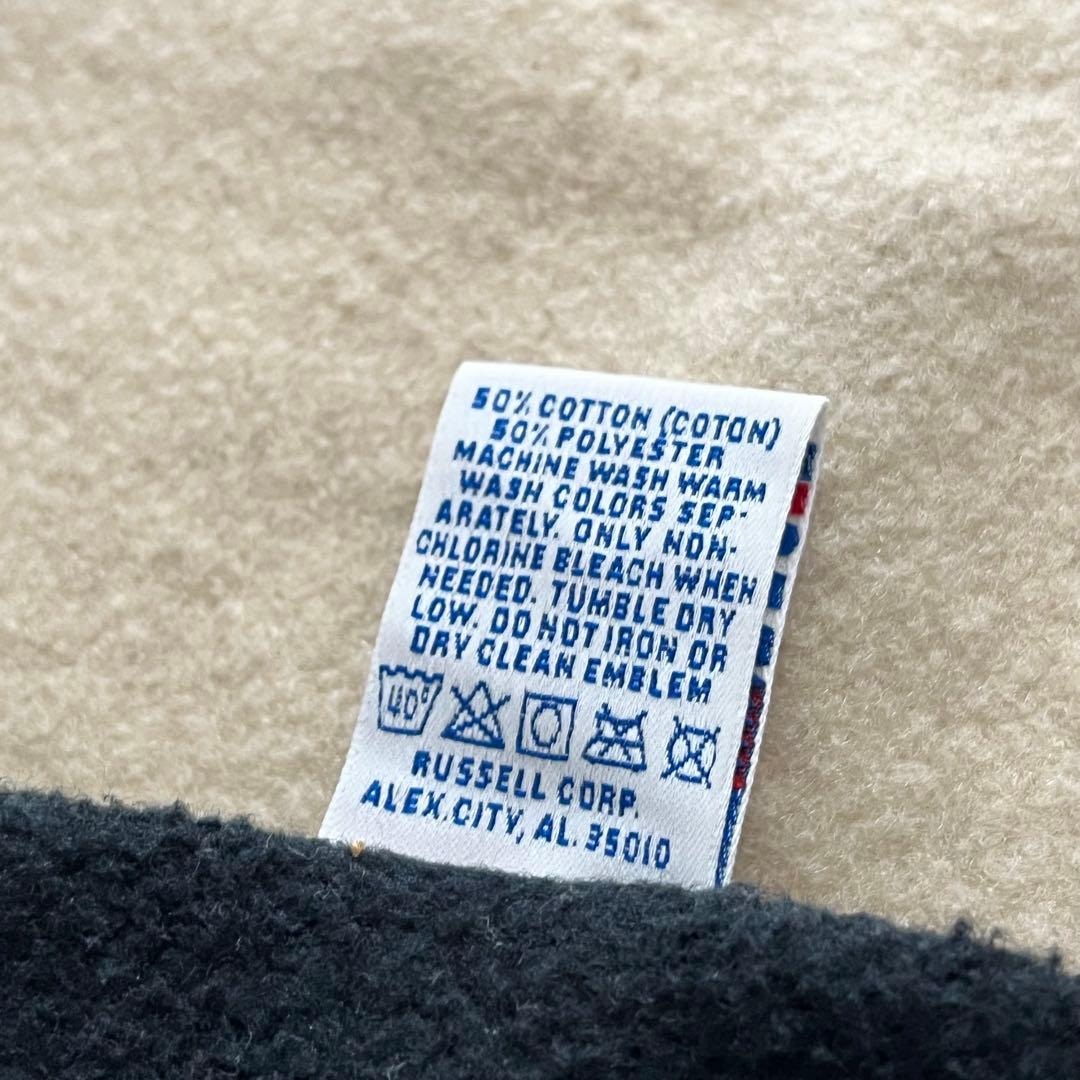 50% COTTON (COTON)
50% POLYESTER
MACHINE WASH WARM
WASH COLORS SEP-
ARATELY. ONLY NON-
CHLORINE BLEACH WHEN
NEEDED. TUMBLE DRY
LOW. DO NOT IRON OR
DRY CLEAN EMBLEM
40°
RUSSELL CORP.
ALEX.CITY, AL. 35010